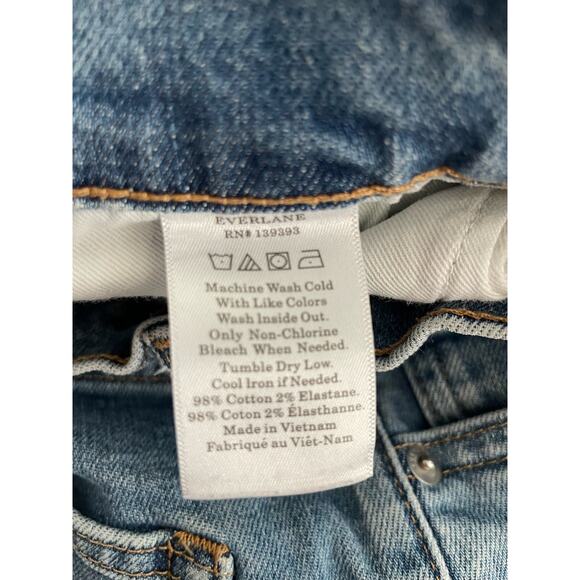 EVERLANE
RN# 139393
Machine Wash Cold
With Like Colors
Wash Inside Out.
Only Non-Chlorine
Bleach When Needed.
Tumble Dry Low.
Cool Iron if Needed.
98% Cotton 2% Elastane.
98% Coton 2% Élasthanne.
Made in Vietnam
Fabriqué au Viêt-Nam